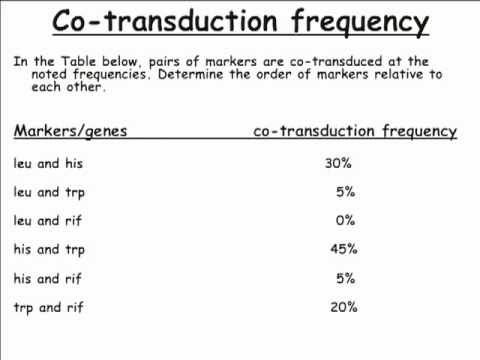 Co-transduction frequency
In the Table below, pairs of markers are co-transduced at the
noted frequencies. Determine the order of markers relative to
each other.
Markers/genes co-transduction frequency
leu and his 30%
leu and trp 5%
leu and rif 0%
his and trp 45%
his and rif 5%
trp and rif 20%